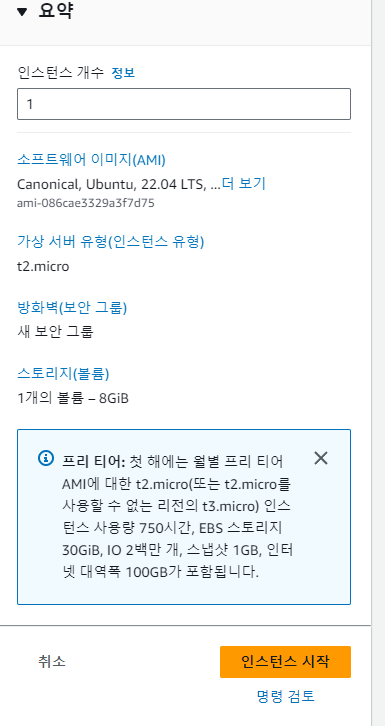 ▼ 요약
인스턴스 개수 정보
1
소프트웨어 이미지(AMI)
Canonical, Ubuntu, 22.04 LTS, ...더 보기
ami-086cae3329a3f7d75
가상 서버 유형(인스턴스 유형)
t2.micro
방화벽(보안 그룹)
새 보안 그룹
스토리지(볼륨)
1개의 볼륨 – 8GiB
프리 티어: 첫 해에는 월별 프리 티어
AMI에 대한 t2.micro(또는 t2.micro를
사용할 수 없는 리전의 t3.micro) 인스
턴스 사용량 750시간, EBS 스토리지
30GiB, IO 2백만 개, 스냅샷 1GB, 인터
넷 대역폭 100GB가 포함됩니다.
취소
인스턴스 시작
명령 검토